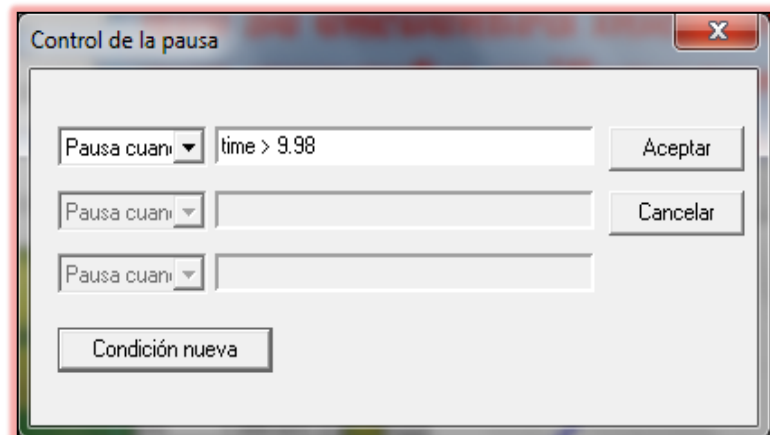 Control de la pausa
Pausa cuan
time > 9.98
Aceptar
Pausa cuan
Cancelar
Pausa cuan
Condición nueva